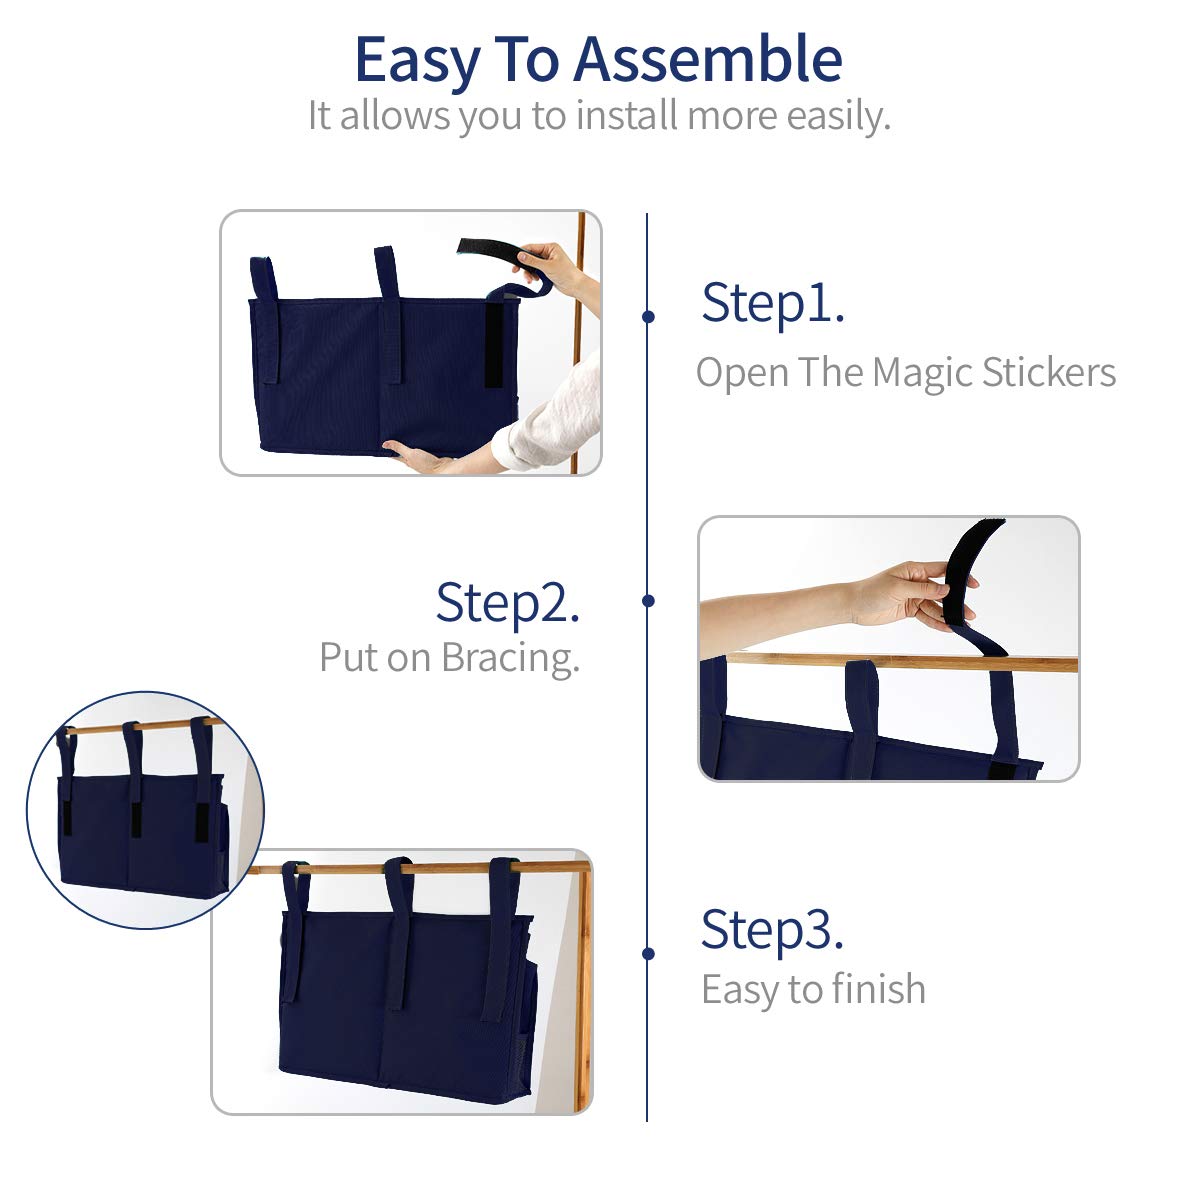 Easy To Assemble
It allows you to install more easily.
Step1.
Open The Magic Stickers
Step2.
Put on Bracing.
Step3.
Easy to finish